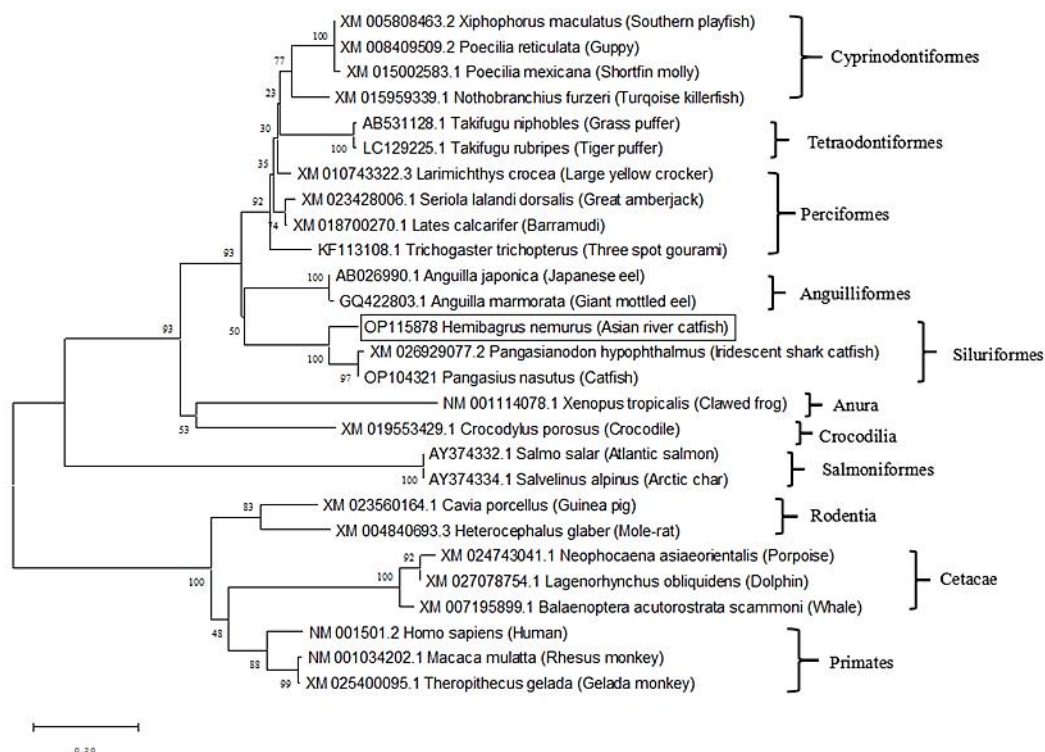 XM 005808463.2 Xiphophorus maculatus (Southern playfish)
100
XM 008409509.2 Poecilia reticulata (Guppy)
Cyprinodontiformes
77
XM 015002583.1 Poecilia mexicana (Shortfin molly)
23
XM 015959339.1 Nothobranchius furzeri (Turqoise killerfish)
30
AB531128.1 Takifugu niphobles (Grass puffer)
Tetraodontiformes
100
LC129225.1 Takifugu rubripes (Tiger puffer)
35
XM 010743322.3 Larimichthys crocea (Large yellow crocker)
92
XM 023428006.1 Seriola lalandi dorsalis (Great amberjack)
Perciformes
74
XM 018700270.1 Lates calcarifer (Barramudi)
93
KF113108.1 Trichogaster trichopterus (Three spot gourami)
100
AB026990.1 Anguilla japonica (Japanese eel)
Anguilliformes
GQ422803.1 Anguilla marmorata (Giant mottled eel)
93
50
OP115878 Hemibagrus nemurus (Asian river catfish)
100
XM 026929077.2 Pangasianodon hypophthalmus (Iridescent shark catfish)
Siluriformes
97
OP104321 Pangasius nasutus (Catfish)
NM 001114078.1 Xenopus tropicalis (Clawed frog)
Anura
53
XM 019553429.1 Crocodylus porosus (Crocodile)
Crocodilia
AY374332.1 Salmo salar (Atlantic salmon)
Salmoniformes
100
AY374334.1 Salvelinus alpinus (Arctic char)
83
XM 023560164.1 Cavia porcellus (Guinea pig)
Rodentia
XM 004840693.3 Heterocephalus glaber (Mole-rat)
92
XM 024743041.1 Neophocaena asiaeorientalis (Porpoise)
100
100
XM 027078754.1 Lagenorhynchus obliquidens (Dolphin)
Cetacae
XM 007195899.1 Balaenoptera acutorostrata scammoni (Whale)
48
NM 001501.2 Homo sapiens (Human)
88
NM 001034202.1 Macaca mulatta (Rhesus monkey)
Primates
99
XM 025400095.1 Theropithecus gelada (Gelada monkey)
0.20